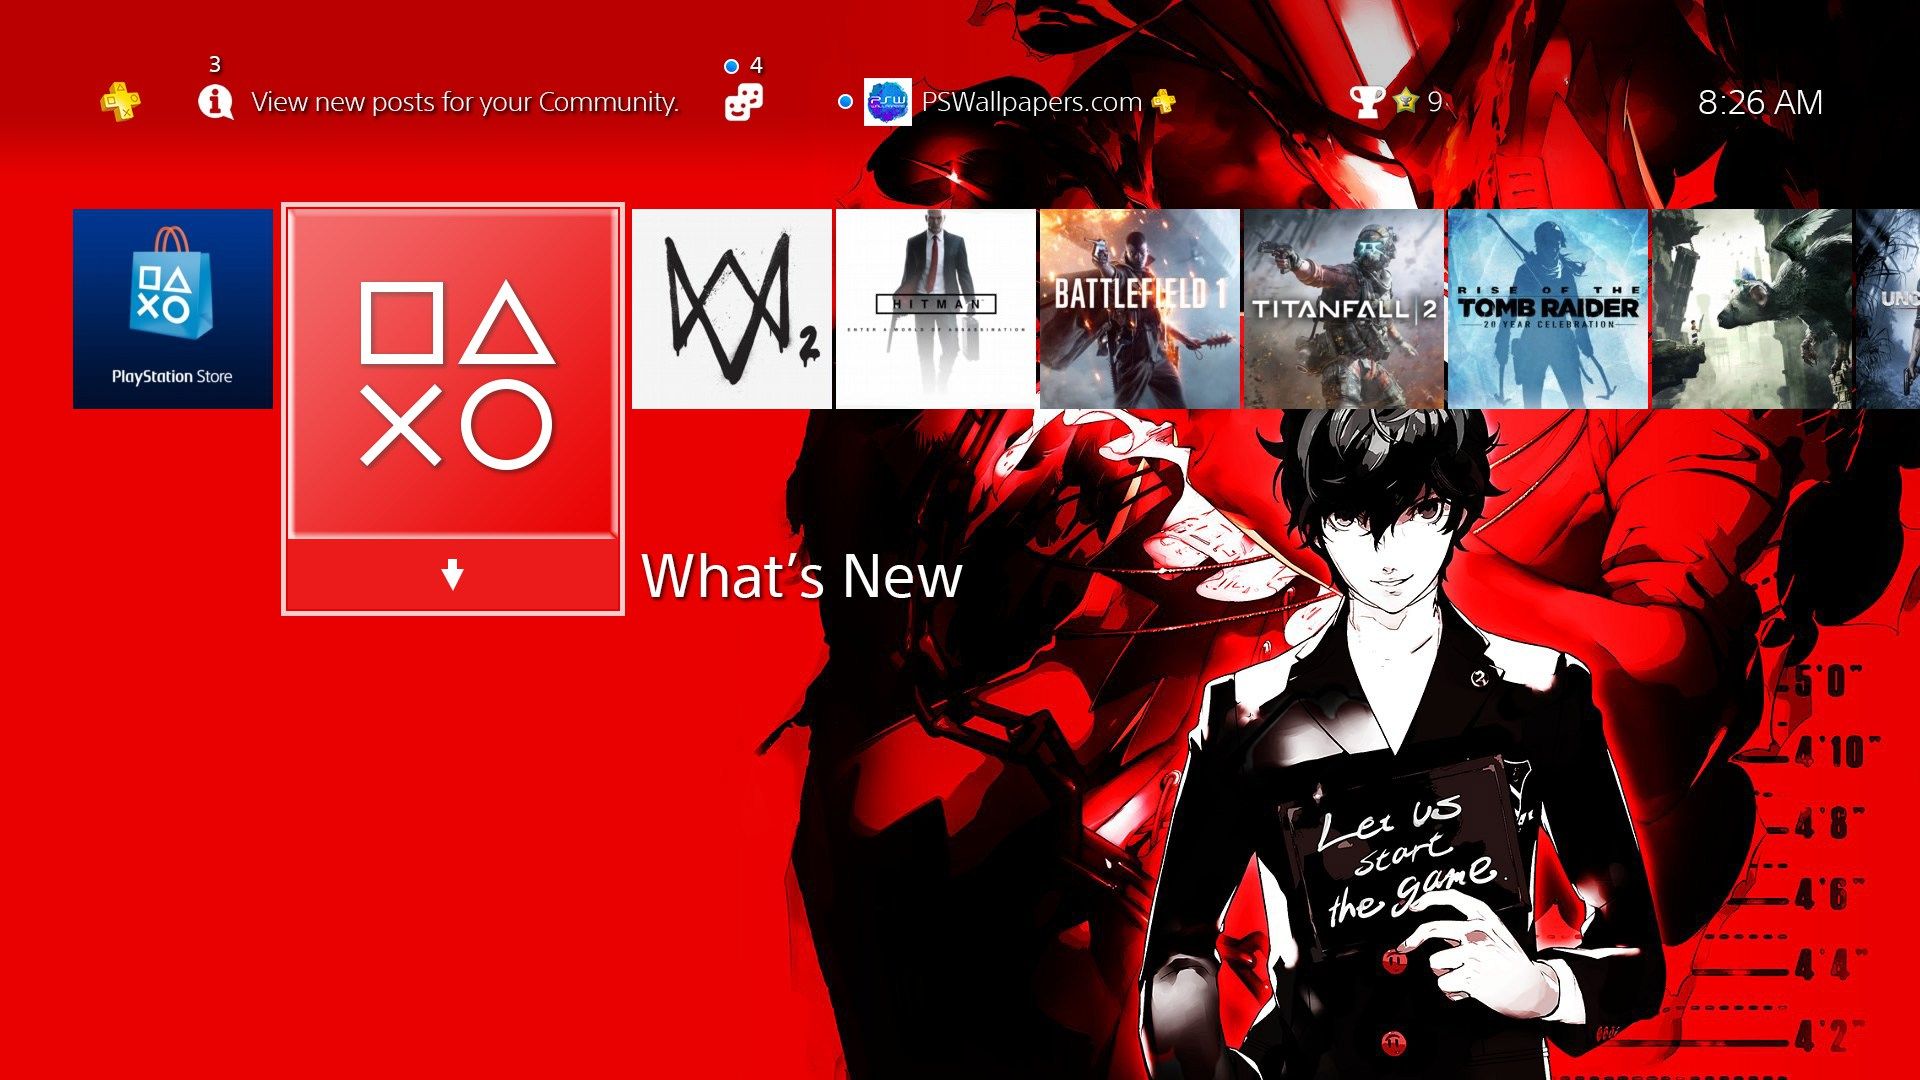 3
View new posts for your Community.
4
PSW
PSWallpapers.com
9
8:26 AM
PlayStation Store
2
HITMAN
ENTER A WORLD OF ASSASSINATION
BATTLEFIELD 1
TITANFALL | 2
RISE OF THE
TOMB RAIDER
20 YEAR CELEBRATION
UNC
What's New
5'0"
4'10"
4'8"
4'6"
4'4"
4'2"
Let us
start
the game.